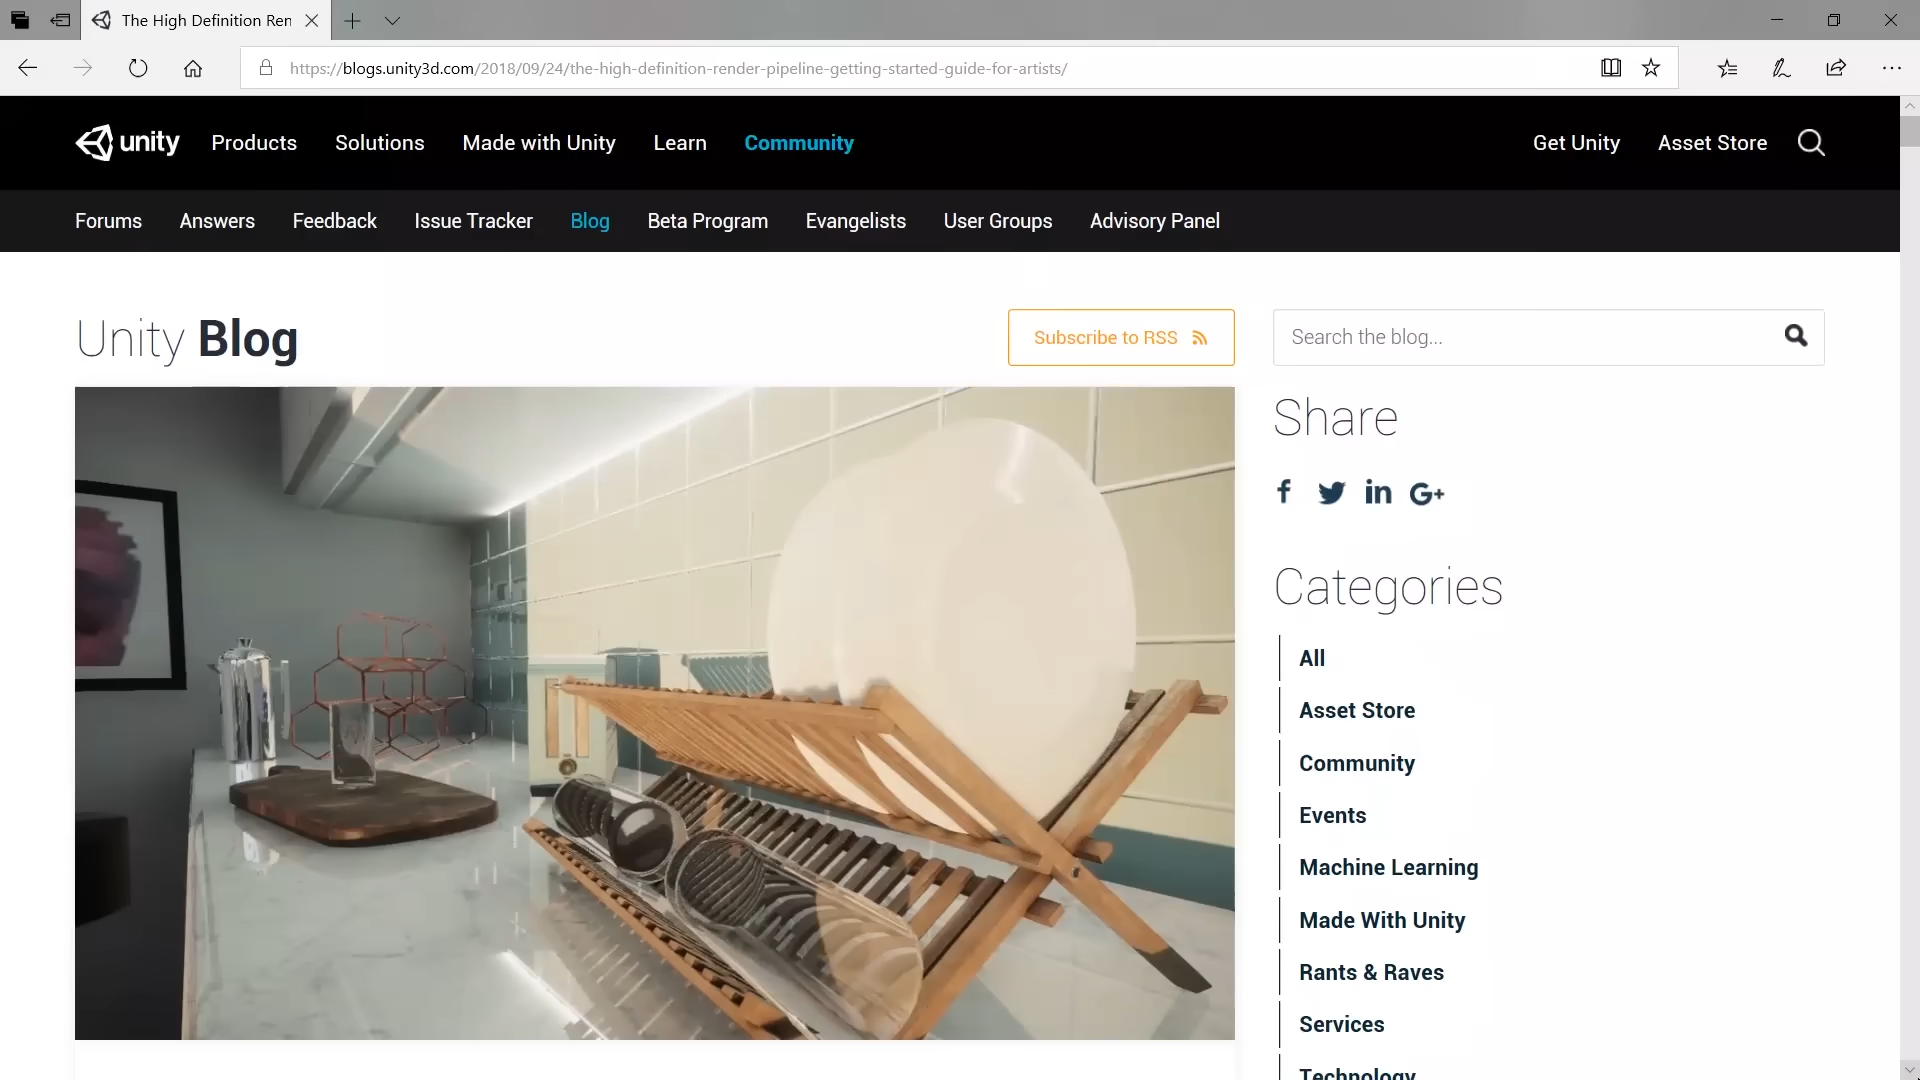 The High Definition Ren
https://blogs.unity3d.com/2018/09/24/the-high-definition-render-pipeline-getting-started-guide-for-artists/
unity Products Solutions Made with Unity Learn Community Get Unity Asset Store
Forums Answers Feedback Issue Tracker Blog Beta Program Evangelists User Groups Advisory Panel
Unity Blog
Subscribe to RSS
Search the blog...
Share
Categories
All
Asset Store
Community
Events
Machine Learning
Made With Unity
Rants & Raves
Services
Technology